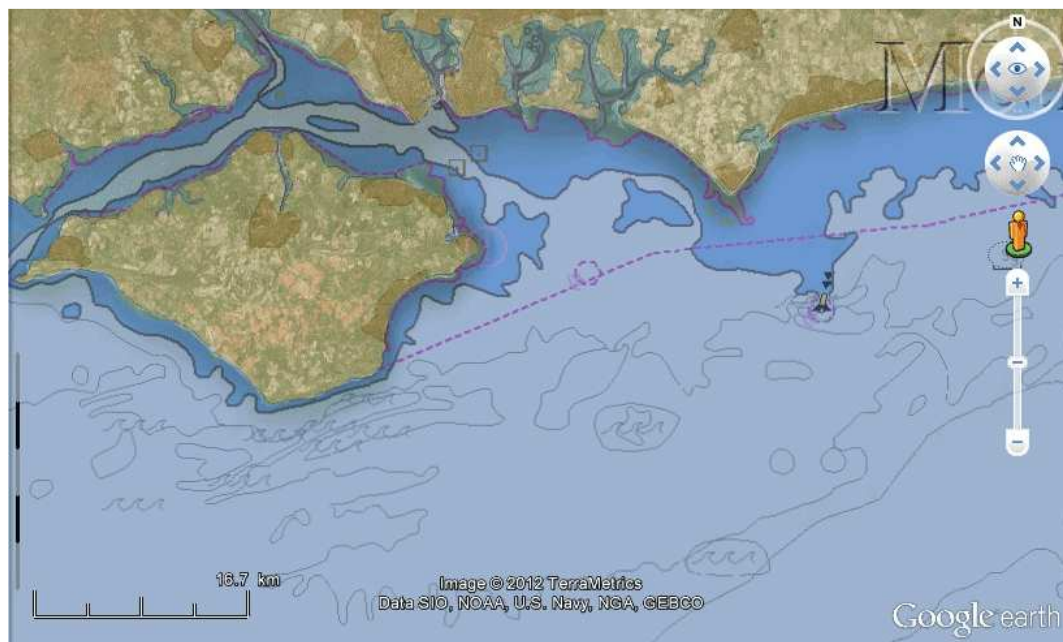 N
16.7 km
Image © 2012 TerraMetrics
Data SIO, NOAA, U.S. Navy, NGA, GEBCO
Google earth